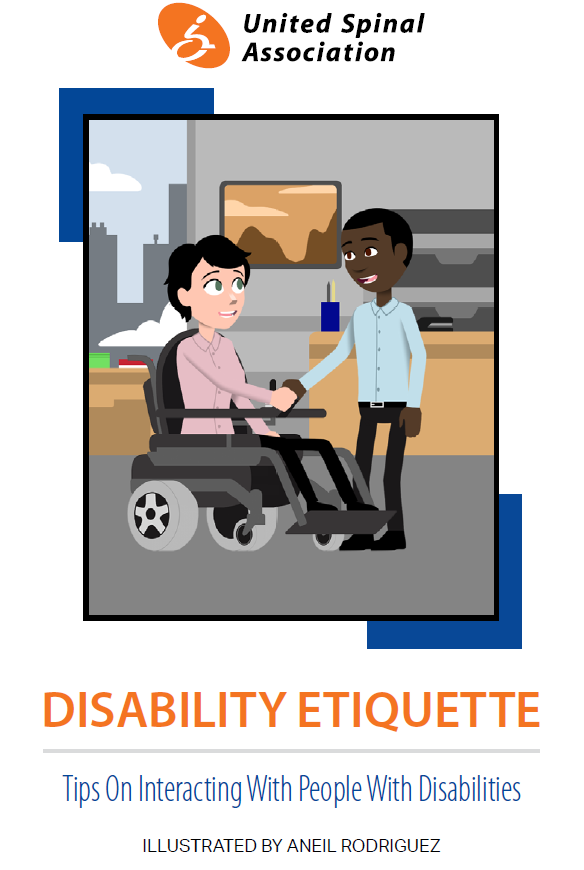 United Spinal
Association
DISABILITY ETIQUETTE
Tips On Interacting With People With Disabilities
ILLUSTRATED BY ANEIL RODRIGUEZ